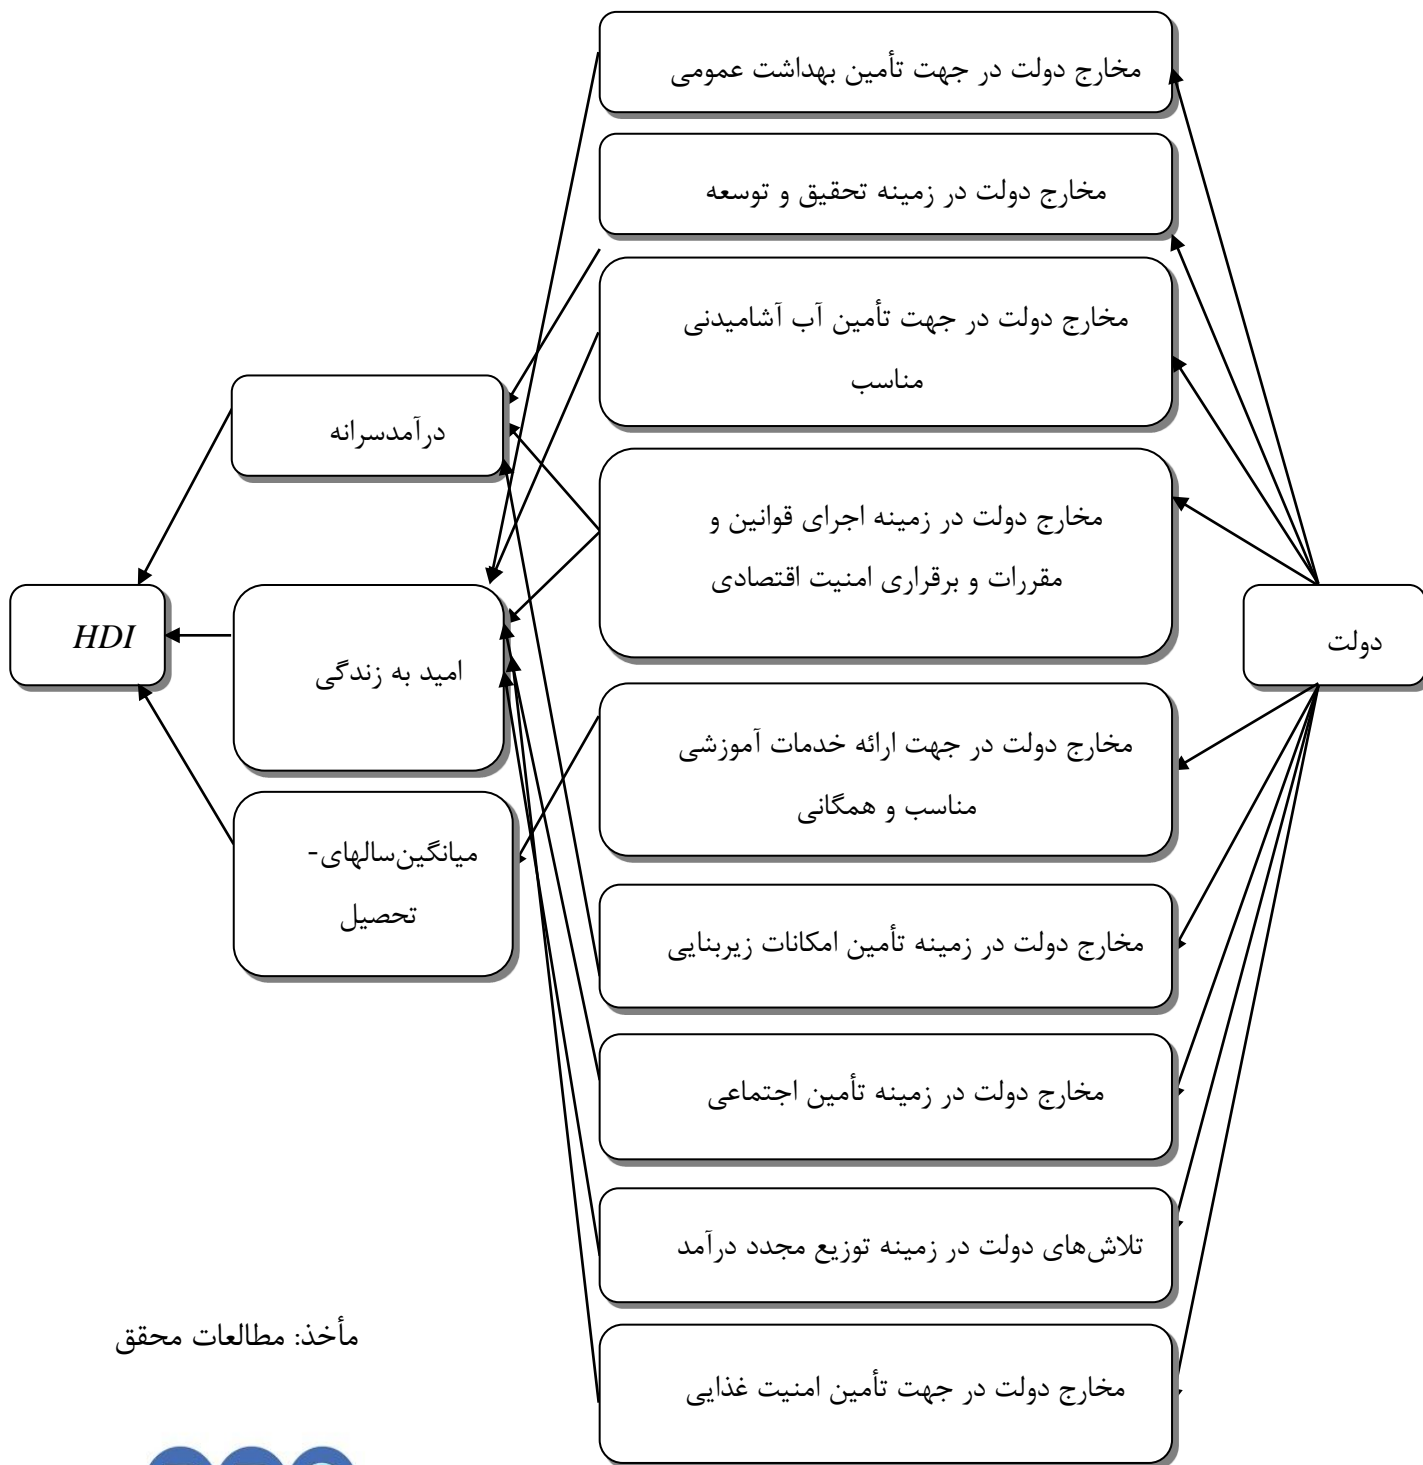 مخارج دولت در جهت تأمین بهداشت عمومی
مخارج دولت در زمینه تحقیق و توسعه
مخارج دولت در جهت تأمین آب آشامیدنی
مناسب
درآمدسرانه
مخارج دولت در زمینه اجرای قوانین و
مقررات و برقراری امنیت اقتصادی
دولت
HDI
امید به زندگی
مخارج دولت در جهت ارائه خدمات آموزشی
مناسب و همگانی
میانگین‌سالهای-
تحصیل
مخارج دولت در زمینه تأمین امکانات زیربنایی
مخارج دولت در زمینه تأمین اجتماعی
تلاش‌های دولت در زمینه توزیع مجدد درآمد
مخارج دولت در جهت تأمین امنیت غذایی
مأخذ: مطالعات محقق